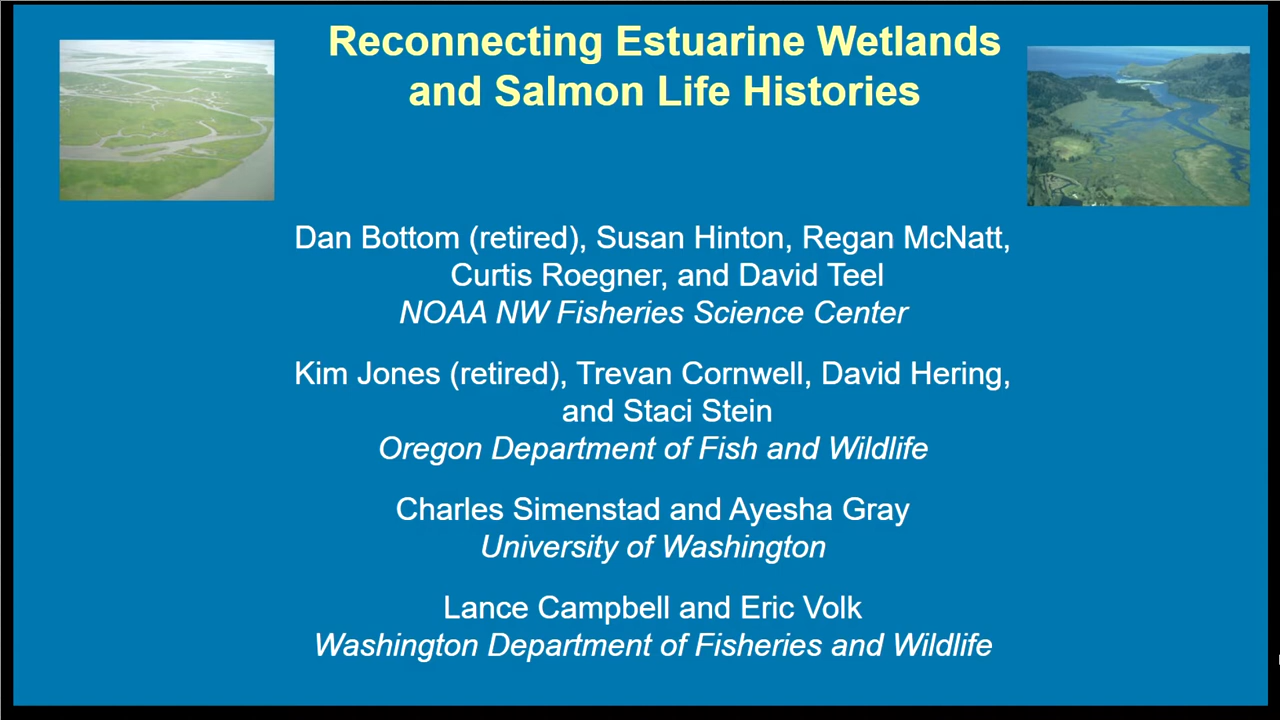 Reconnecting Estuarine Wetlands
and Salmon Life Histories
Dan Bottom (retired), Susan Hinton, Regan McNatt,
Curtis Roegner, and David Teel
NOAA NW Fisheries Science Center
Kim Jones (retired), Trevan Cornwell, David Hering,
and Staci Stein
Oregon Department of Fish and Wildlife
Charles Simenstad and Ayesha Gray
University of Washington
Lance Campbell and Eric Volk
Washington Department of Fisheries and Wildlife